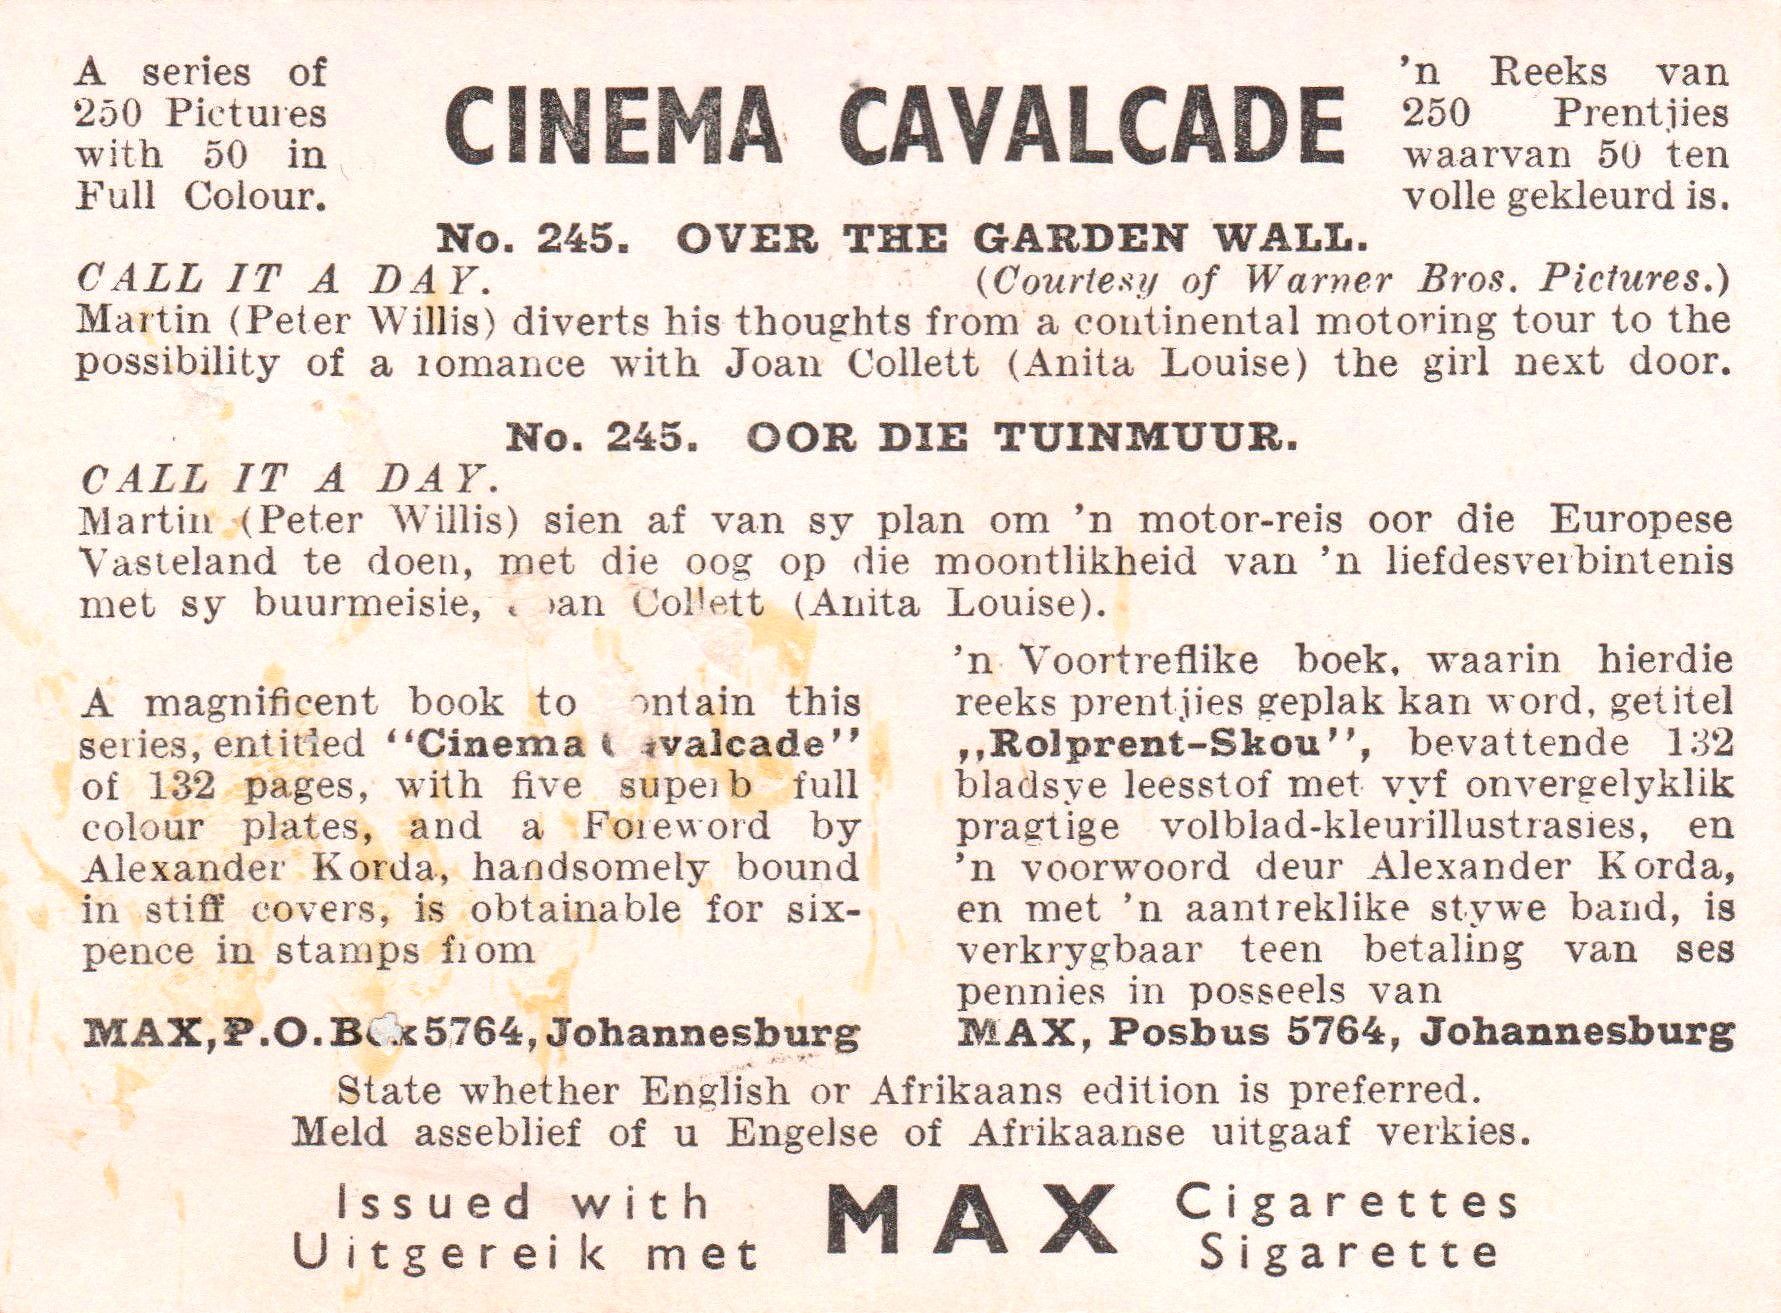 A series of
250 Pictures
with 50 in
Full Colour.
CINEMA CAVALCADE
'n Reeks van
250 Prentjies
waarvan 50 ten
volle gekleurd is.
No. 245. OVER THE GARDEN WALL.
CALL IT A DAY. (Courtesy of Warner Bros. Pictures.)
Martin (Peter Willis) diverts his thoughts from a continental motoring tour to the
possibility of a romance with Joan Collett (Anita Louise) the girl next door.
No. 245. OOR DIE TUINMUUR.
CALL IT A DAY.
Martin (Peter Willis) sien af van sy plan om 'n motor-reis oor die Europese
Vasteland te doen, met die oog op die moontlikheid van 'n liefdesverbintenis
met sy buurmeisie, Joan Collett (Anita Louise).
A magnificent book to contain this
series, entitled "Cinema Cavalcade"
of 132 pages, with five superb full
colour plates, and a Foreword by
Alexander Korda, handsomely bound
in stiff covers, is obtainable for six-
pence in stamps from
MAX, P.O. Box 5764, Johannesburg
'n Voortreflike boek, waarin hierdie
reeks prentjies geplak kan word, getitel
,,Rolprent-Skou'', bevattende 132
bladsye leesstof met vyf onvergelyklik
pragtige volblad-kleurillustrasies, en
'n voorwoord deur Alexander Korda,
en met 'n aantreklike stywe band, is
verkrygbaar teen betaling van ses
pennies in posseels van
MAX, Posbus 5764, Johannesburg
State whether English or Afrikaans edition is preferred.
Meld asseblief of u Engelse of Afrikaanse uitgaaf verkies.
Issued with
Uitgereik met
MAX
Cigarettes
Sigarette